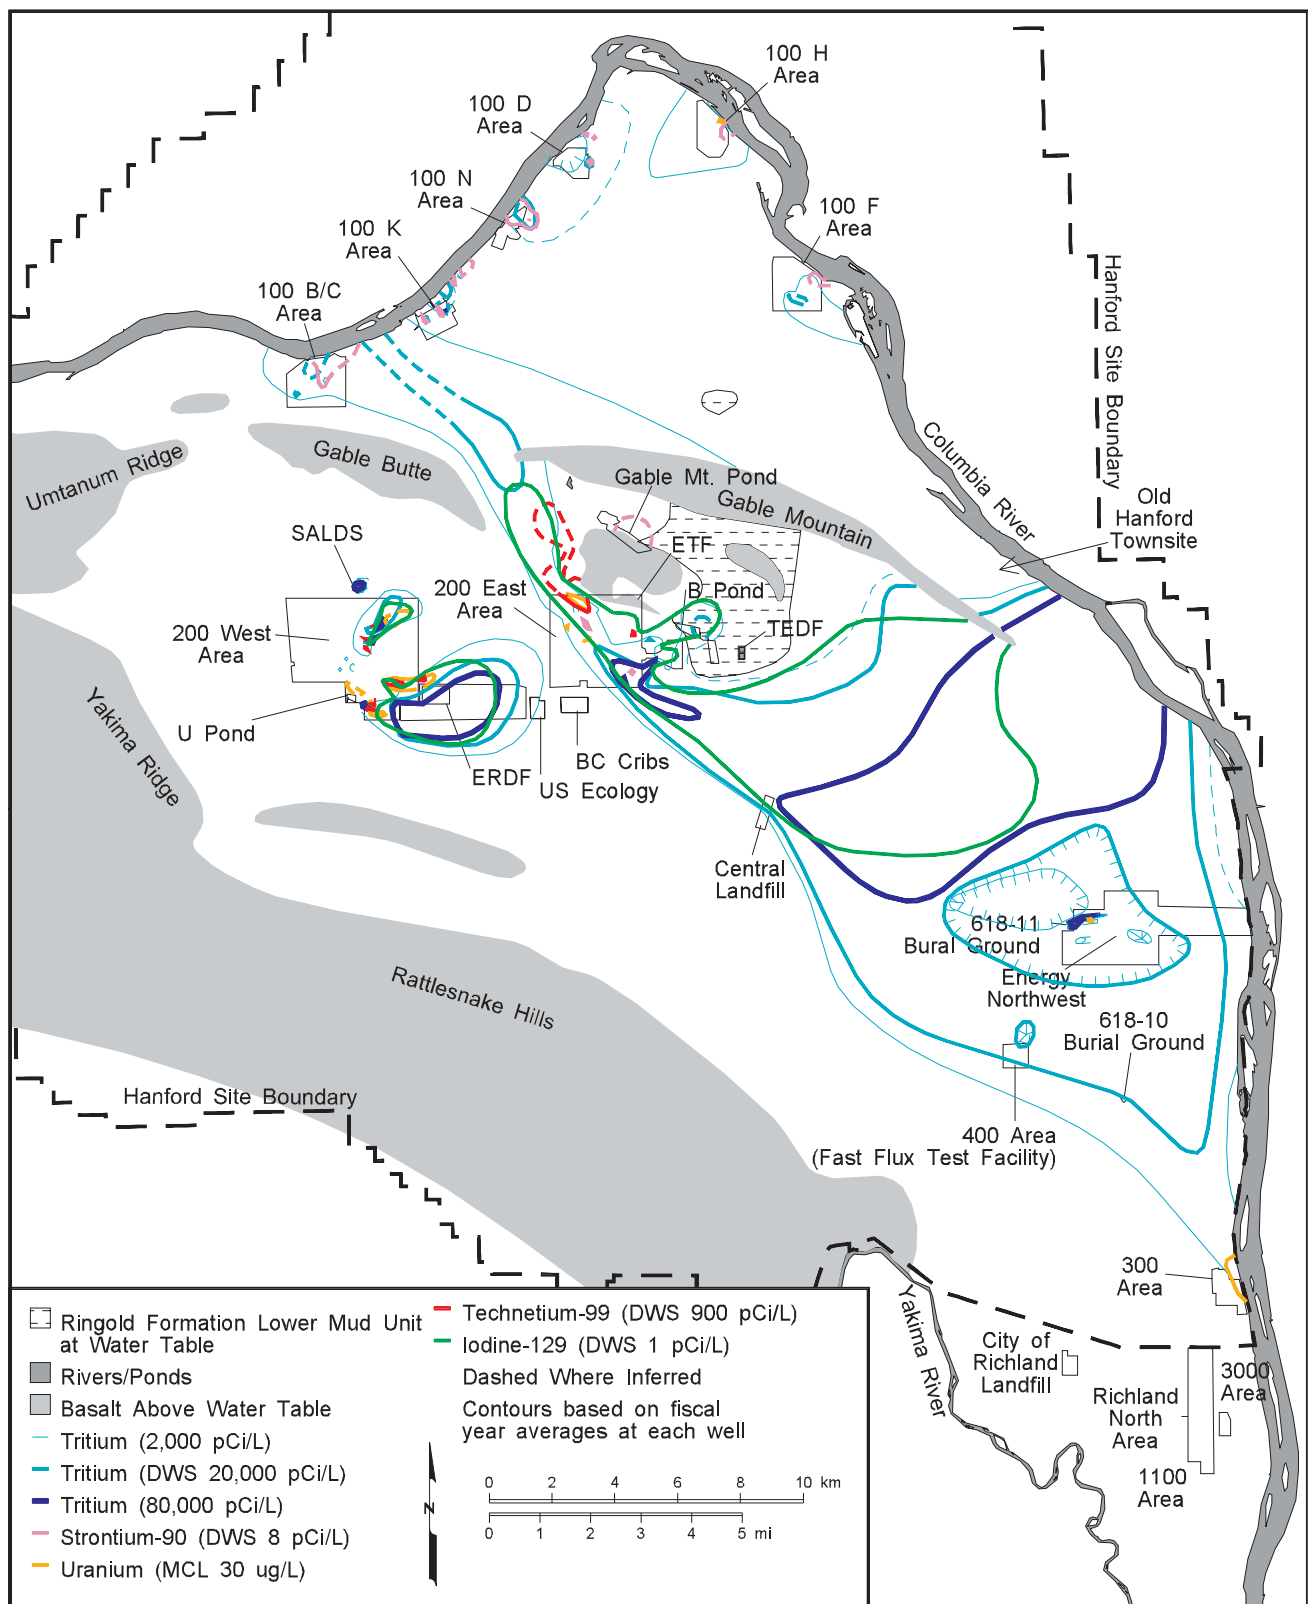 100 H
Area
100 D
Area
100 N
Area
100 F
Area
100 K
Area
100 B/C
Area
Hanford Site Boundary
Columbia River
Umtanum Ridge
Gable Butte
Gable Mt. Pond
Gable Mountain
Old
Hanford
Townsite
SALDS
ETF
200 East
Area
B Pond
TEDF
200 West
Area
U Pond
Yakima Ridge
ERDF
BC Cribs
US Ecology
Central
Landfill
618-11
Bural Ground
Energy
Northwest
Rattlesnake Hills
618-10
Burial Ground
Hanford Site Boundary
400 Area
(Fast Flux Test Facility)
300
Area
Yakima River
City of
Richland
Landfill
3000
Area
Richland
North
Area
1100
Area
Ringold Formation Lower Mud Unit
at Water Table
Rivers/Ponds
Basalt Above Water Table
Tritium (2,000 pCi/L)
Tritium (DWS 20,000 pCi/L)
Tritium (80,000 pCi/L)
Strontium-90 (DWS 8 pCi/L)
Uranium (MCL 30 ug/L)
Technetium-99 (DWS 900 pCi/L)
Iodine-129 (DWS 1 pCi/L)
Dashed Where Inferred
Contours based on fiscal
year averages at each well
N
0 2 4 6 8 10 km
0 1 2 3 4 5 mi